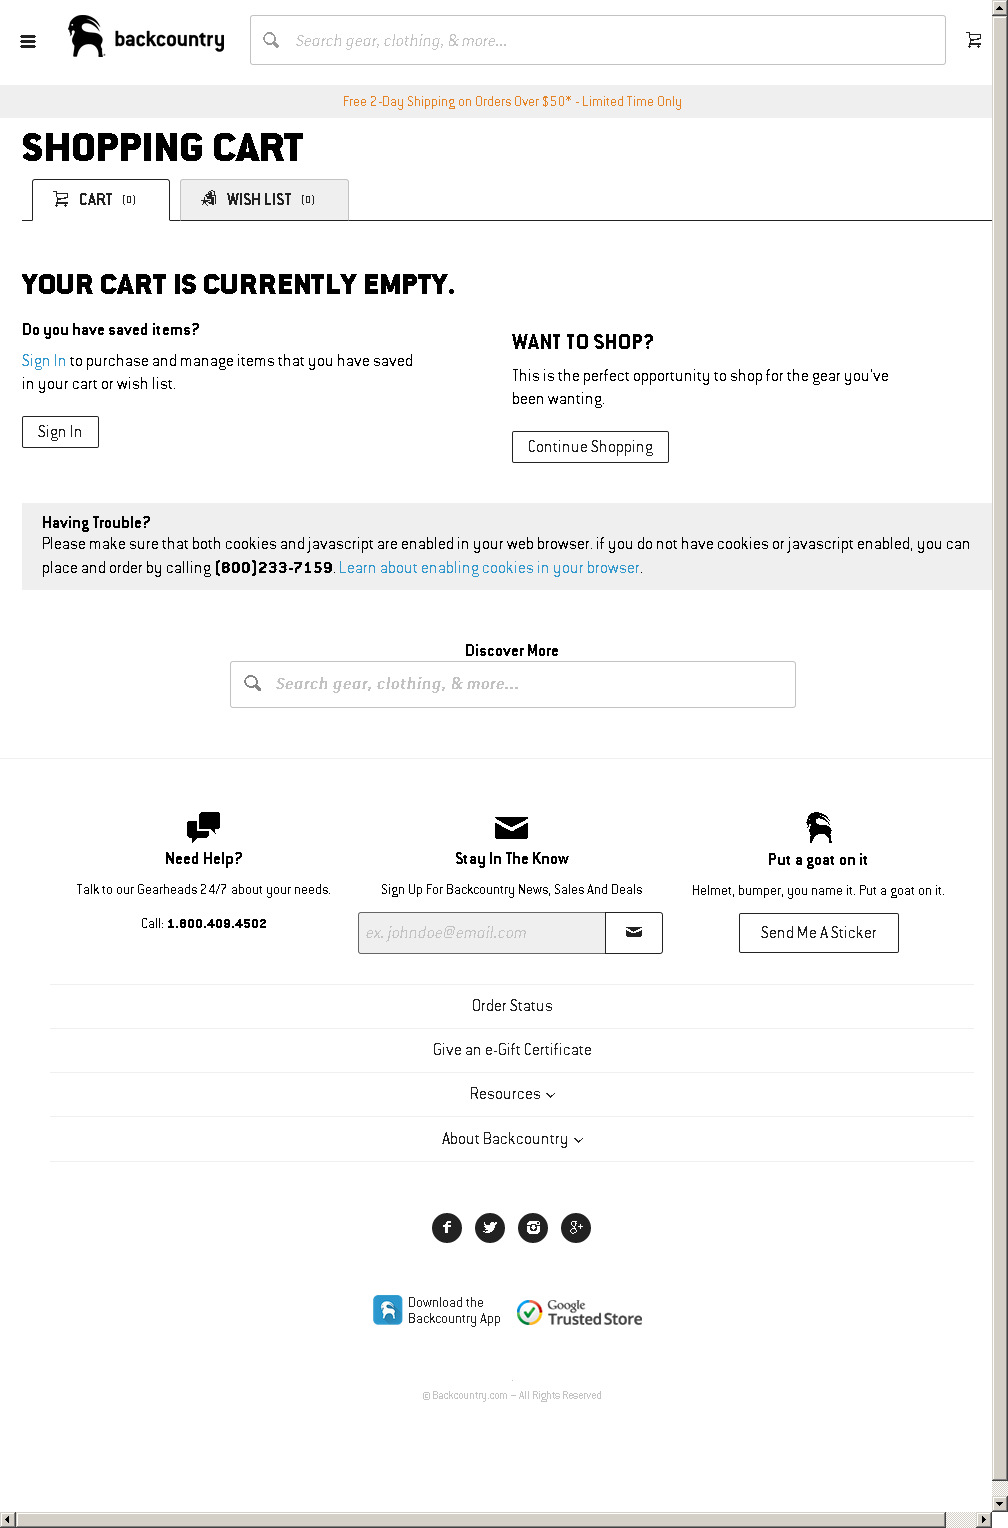 backcountry
Search gear, clothing, & more...
Free 2-Day Shipping on Orders Over $50* - Limited Time Only
SHOPPING CART
CART (0)
WISH LIST (0)
YOUR CART IS CURRENTLY EMPTY.
Do you have saved items?
Sign In to purchase and manage items that you have saved
in your cart or wish list.
Sign In
WANT TO SHOP?
This is the perfect opportunity to shop for the gear you've
been wanting.
Continue Shopping
Having Trouble?
Please make sure that both cookies and javascript are enabled in your web browser. if you do not have cookies or javascript enabled, you can
place and order by calling (800)233-7159. Learn about enabling cookies in your browser.
Discover More
Search gear, clothing, & more...
Need Help?
Talk to our Gearheads 24/7 about your needs.
Call: 1.800.409.4502
Stay In The Know
Sign Up For Backcountry News, Sales And Deals
ex. johndoe@email.com
Put a goat on it
Helmet, bumper, you name it. Put a goat on it.
Send Me A Sticker
Order Status
Give an e-Gift Certificate
Resources
About Backcountry
f
g+
Download the
Backcountry App
Google
Trusted Store
© Backcountry.com – All Rights Reserved